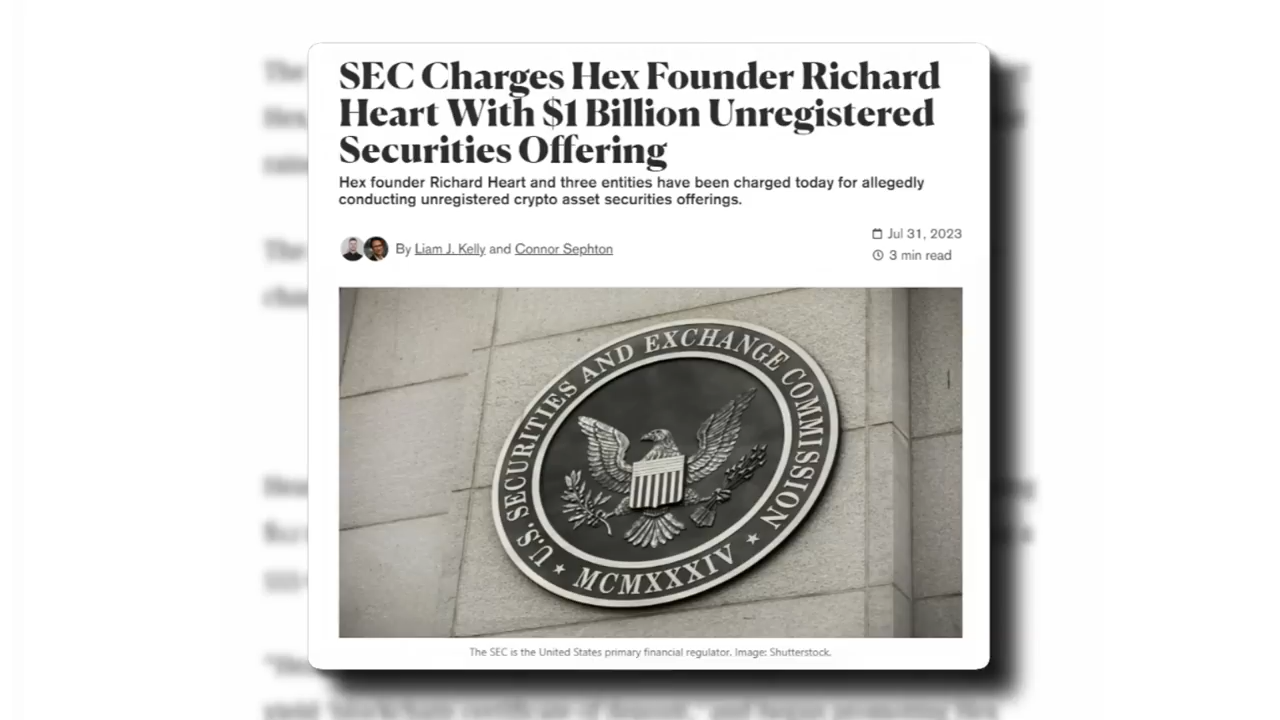 SEC Charges Hex Founder Richard
Heart With $1 Billion Unregistered
Securities Offering
Hex founder Richard Heart and three entities have been charged today for allegedly
conducting unregistered crypto asset securities offerings.
By Liam J. Kelly and Connor Sephton
Jul 31, 2023
3 min read
U.S. SECURITIES AND EXCHANGE COMMISSION
MCMXXXIV
The SEC is the United States primary financial regulator. Image: Shutterstock.